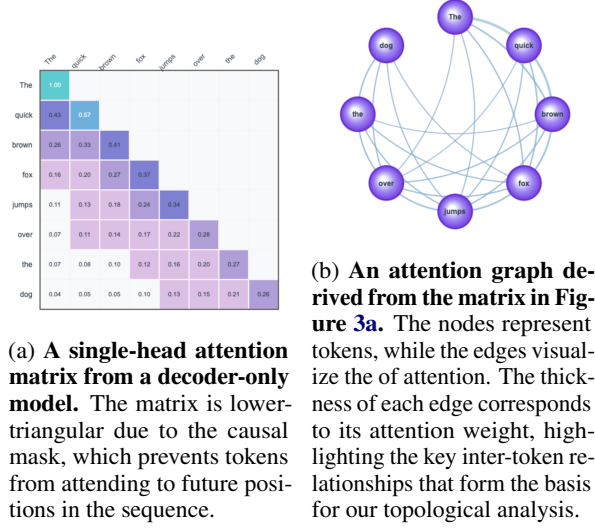 The quick brown fox jumps over the dog
The 1.00
quick 0.43 0.57
brown 0.26 0.33 0.41
fox 0.16 0.20 0.27 0.37
jumps 0.11 0.13 0.18 0.24 0.34
over 0.07 0.11 0.14 0.17 0.22 0.28
the 0.07 0.08 0.10 0.12 0.16 0.20 0.27
dog 0.04 0.05 0.05 0.10 0.13 0.15 0.21 0.26
(a) A single-head attention
matrix from a decoder-only
model. The matrix is lower-
triangular due to the causal
mask, which prevents tokens
from attending to future posi-
tions in the sequence.
The
dog
quick
the
brown
over
fox
jumps
(b) An attention graph de-
rived from the matrix in Fig-
ure 3a. The nodes represent
tokens, while the edges visual-
ize the of attention. The thick-
ness of each edge corresponds
to its attention weight, high-
lighting the key inter-token re-
lationships that form the basis
for our topological analysis.